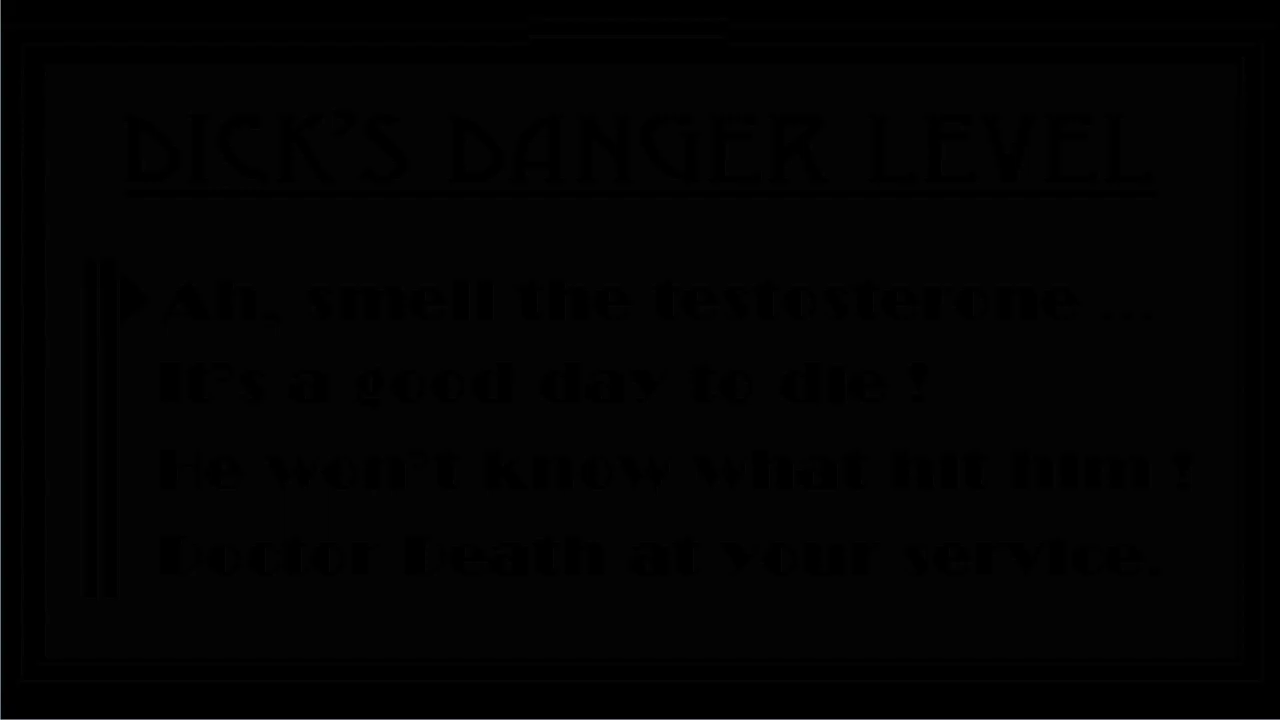 DICK'S DANGER LEVEL
Ah, smell the testosterone ...
It's a good day to die !
He won't know what hit him !
Doctor Death at your service.